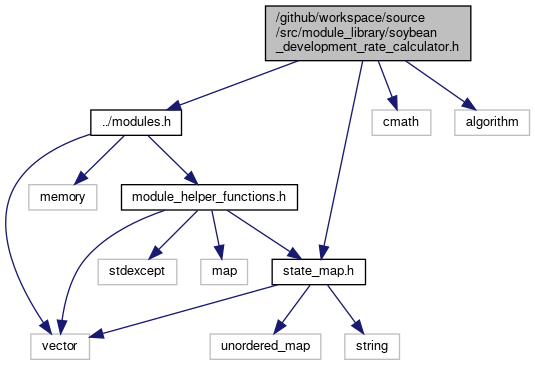 /github/workspace/source
/src/module_library/soybean
_development_rate_calculator.h
../modules.h
cmath
algorithm
memory
module_helper_functions.h
stdexcept
map
state_map.h
vector
unordered_map
string